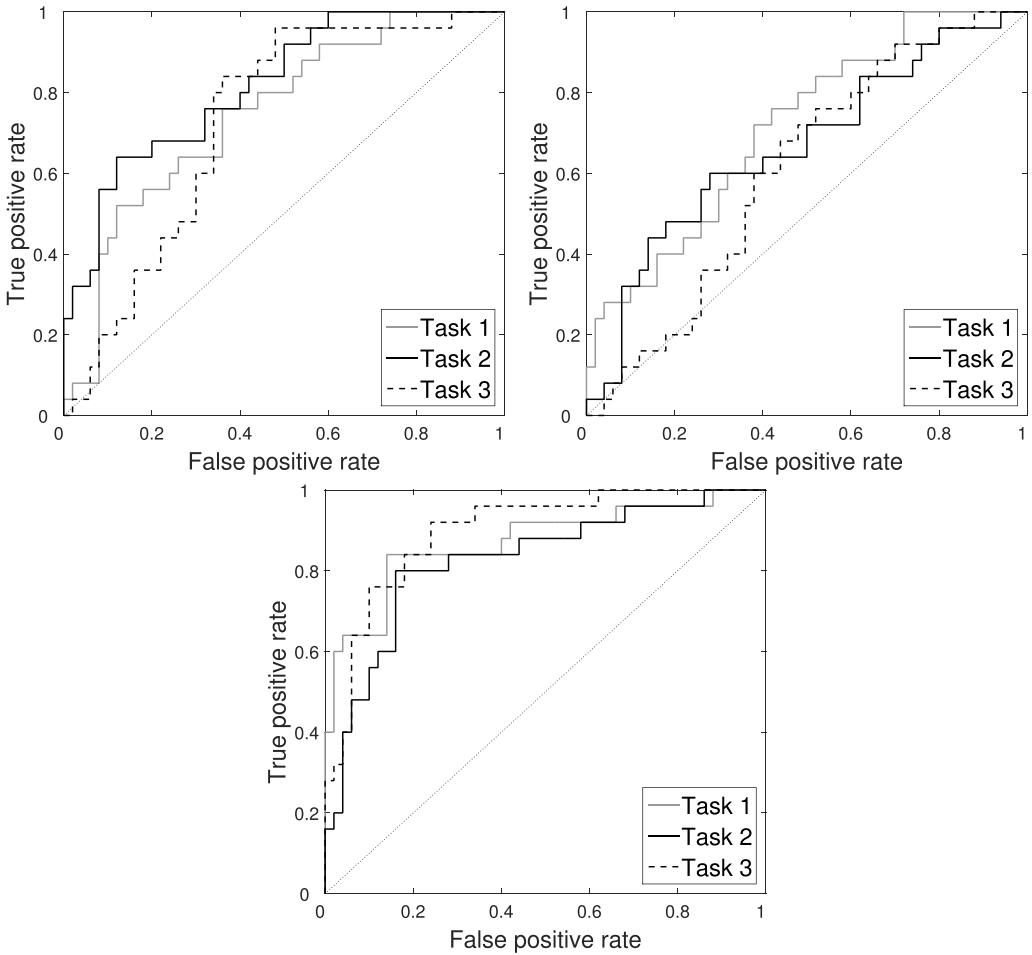 1
0.8
0.6
0.4
0.2
0
0 0.2 0.4 0.6 0.8 1
True positive rate
False positive rate
Task 1
Task 2
Task 3
1
0.8
0.6
0.4
0.2
0
0 0.2 0.4 0.6 0.8 1
True positive rate
False positive rate
Task 1
Task 2
Task 3
1
0.8
0.6
0.4
0.2
0
0 0.2 0.4 0.6 0.8 1
True positive rate
False positive rate
Task 1
Task 2
Task 3